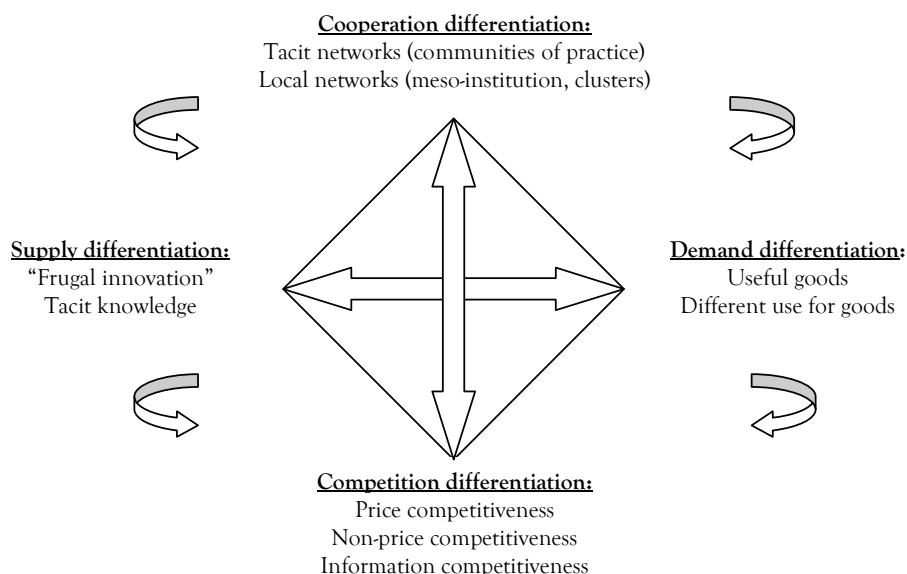 Cooperation differentiation:
Tacit networks (communities of practice)
Local networks (meso-institution, clusters)
Supply differentiation:
“Frugal innovation”
Tacit knowledge
Demand differentiation:
Useful goods
Different use for goods
Competition differentiation:
Price competitiveness
Non-price competitiveness
Information competitiveness